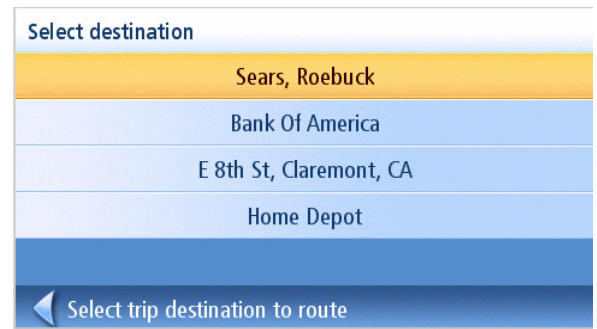 Select destination
Sears, Roebuck
Bank Of America
E 8th St, Claremont, CA
Home Depot
Select trip destination to route